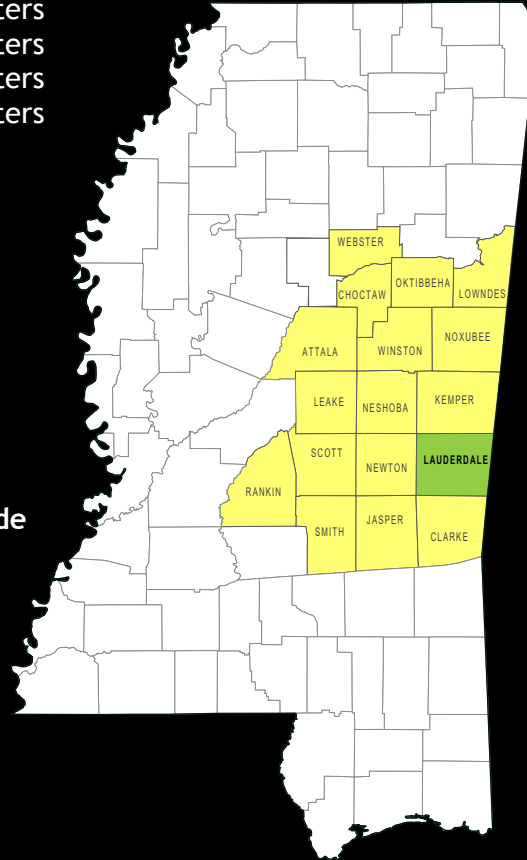 ters
ters
ters
ters
WEBSTER
CHOCTAW
OKTIBBEHA
LOWNDES
ATTALA
WINSTON
NOXUBEE
LEAKE
NESHOBA
KEMPER
SCOTT
NEWTON
LAUDERDALE
RANKIN
SMITH
JASPER
CLARKE
de